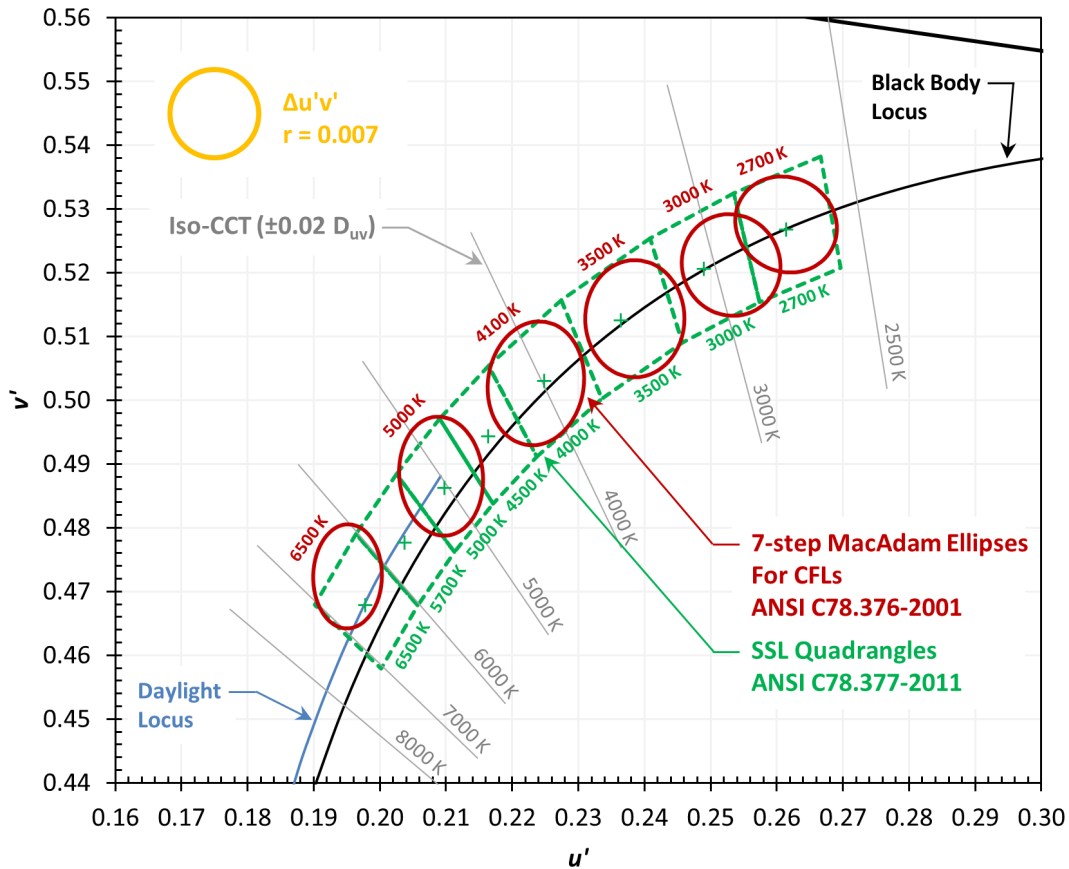 0.56
0.55
0.54
0.53
0.52
0.51
0.50
0.49
0.48
0.47
0.46
0.45
0.44
v'
0.16
0.17
0.18
0.19
0.20
0.21
0.22
0.23
0.24
0.25
0.26
0.27
0.28
0.29
0.30
u'
Δu'v'
r = 0.007
Black Body
Locus
Iso-CCT (±0.02 Duv)
2700 K
3000 K
3500 K
4100 K
5000 K
6500 K
2700 K
3000 K
3500 K
4000 K
4500 K
5000 K
5700 K
6500 K
2500 K
3000 K
4000 K
5000 K
6000 K
7000 K
8000 K
7-step MacAdam Ellipses
For CFLs
ANSI C78.376-2001
SSL Quadrangles
ANSI C78.377-2011
Daylight
Locus